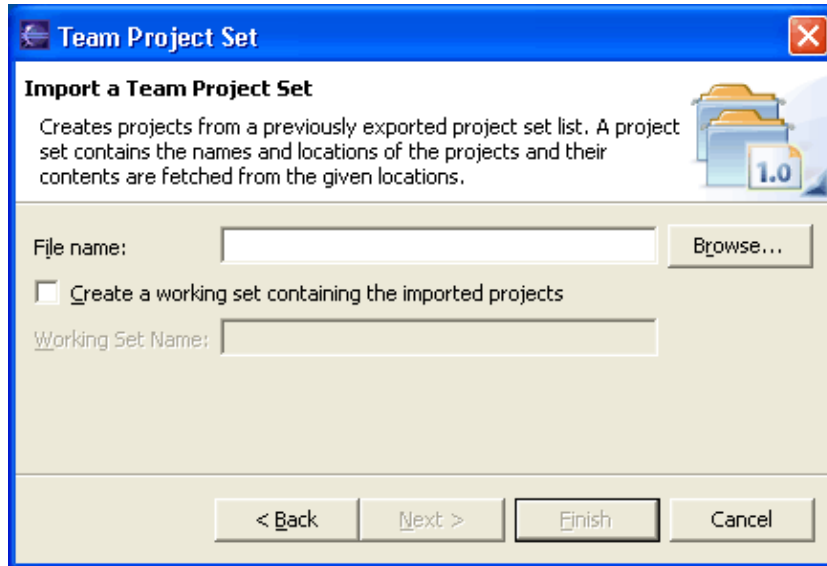 Team Project Set
Import a Team Project Set
Creates projects from a previously exported project set list. A project
set contains the names and locations of the projects and their
contents are fetched from the given locations.
1.0
File name:
Browse...
Create a working set containing the imported projects
Working Set Name:
< Back
Next >
Finish
Cancel